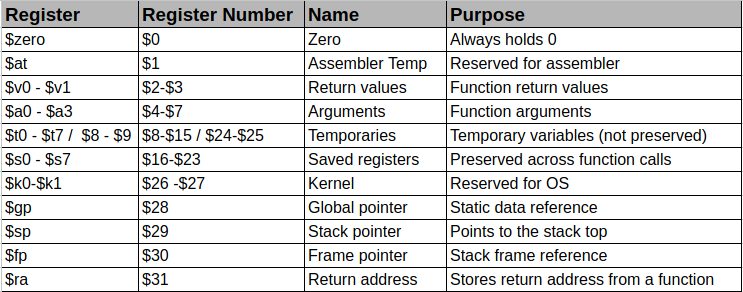 Register Register Number Name Purpose
$zero $0 Zero Always holds 0
$at $1 Assembler Temp Reserved for assembler
$v0 - $v1 $2-$3 Return values Function return values
$a0 - $a3 $4-$7 Arguments Function arguments
$t0 - $t7 / $8 - $9 $8-$15 / $24-$25 Temporaries Temporary variables (not preserved)
$s0 - $s7 $16-$23 Saved registers Preserved across function calls
$k0-$k1 $26 -$27 Kernel Reserved for OS
$gp $28 Global pointer Static data reference
$sp $29 Stack pointer Points to the stack top
$fp $30 Frame pointer Stack frame reference
$ra $31 Return address Stores return address from a function